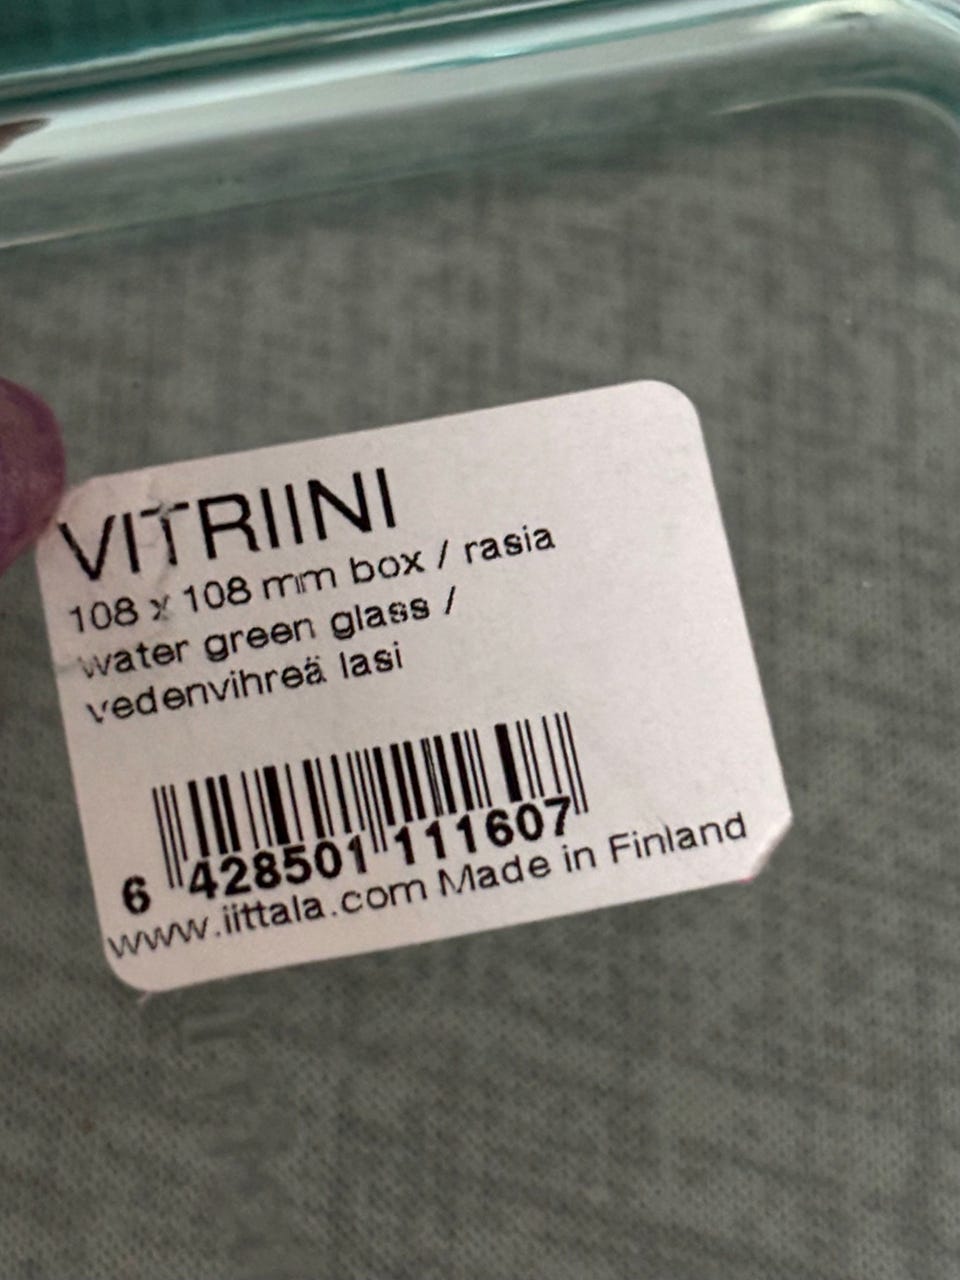 VITRIINI
108 x 108 mm box / rasia
water green glass /
vedenvihreä lasi
6 428501 111607
www.iittala.com Made in Finland